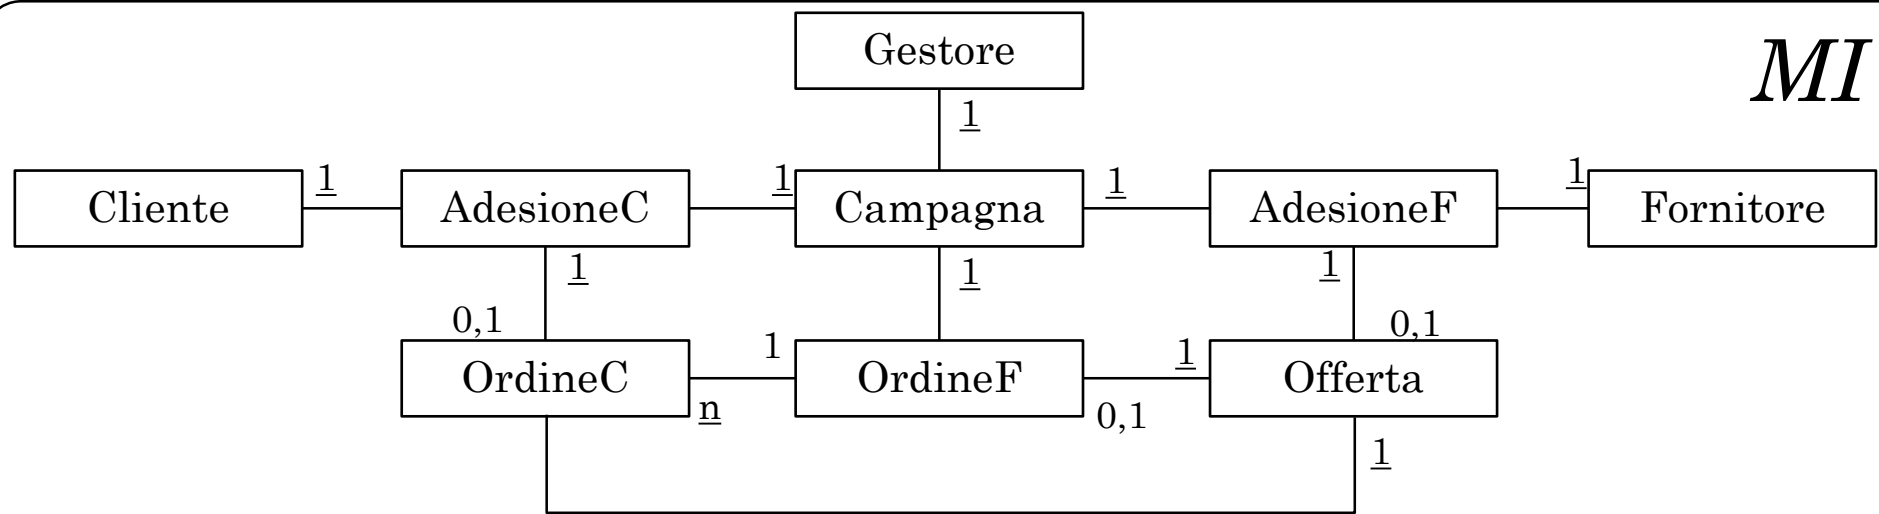 Gestore
MI
1
Cliente
1
AdesioneC
1
Campagna
1
AdesioneF
1
Fornitore
1
1
1
0,1
0,1
OrdineC
1
OrdineF
1
Offerta
n
0,1
1